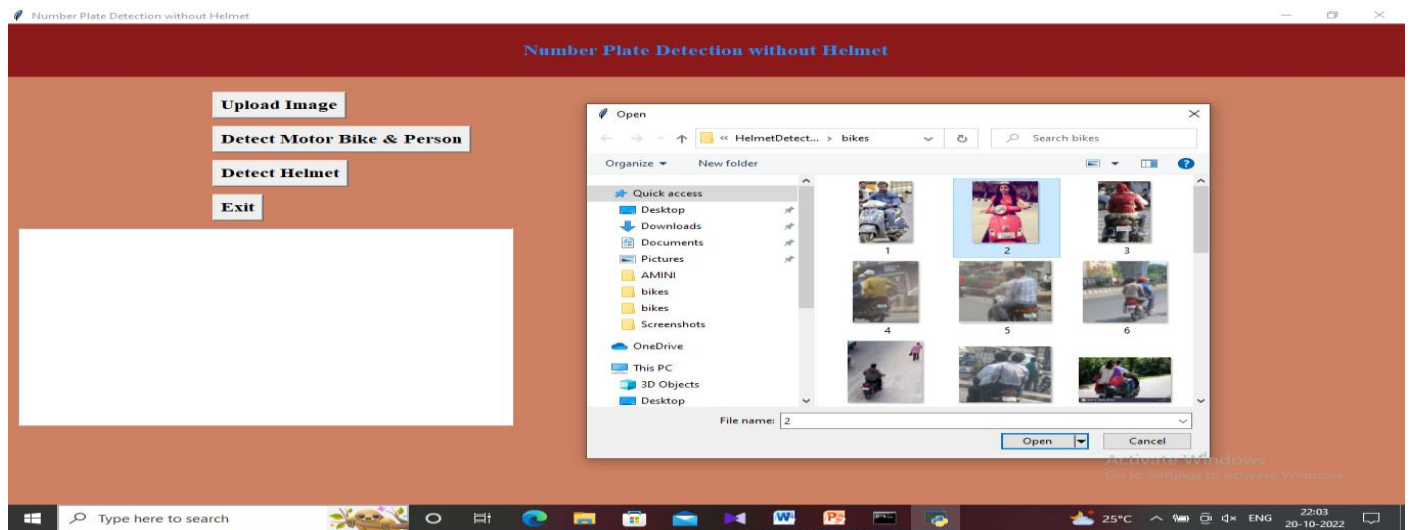 Number Plate Detection without Helmet
Number Plate Detection without Helmet
Upload Image
Detect Motor Bike & Person
Detect Helmet
Exit
Open
« HelmetDetect... › bikes
Search bikes
Organize
New folder
Quick access
Desktop
Downloads
Documents
Pictures
AMINI
bikes
bikes
Screenshots
OneDrive
This PC
3D Objects
Desktop
1
2
3
4
5
6
File name: 2
Open
Cancel
Activate Windows
Go to Settings to activate Windows.
Type here to search
25°C
ENG
22:03
20-10-2022